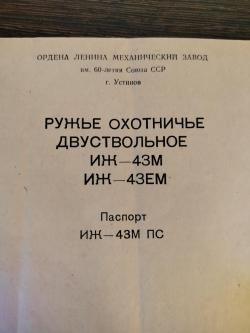 ОРДЕНА ЛЕНИНА МЕХАНИЧЕСКИЙ ЗАВОД
им. 60-летия Союза ССР
г. Устинов
РУЖЬЕ ОХОТНИЧЬЕ
ДВУСТВОЛЬНОЕ
ИЖ—43М
ИЖ—43ЕМ
Паспорт
ИЖ—43М ПС